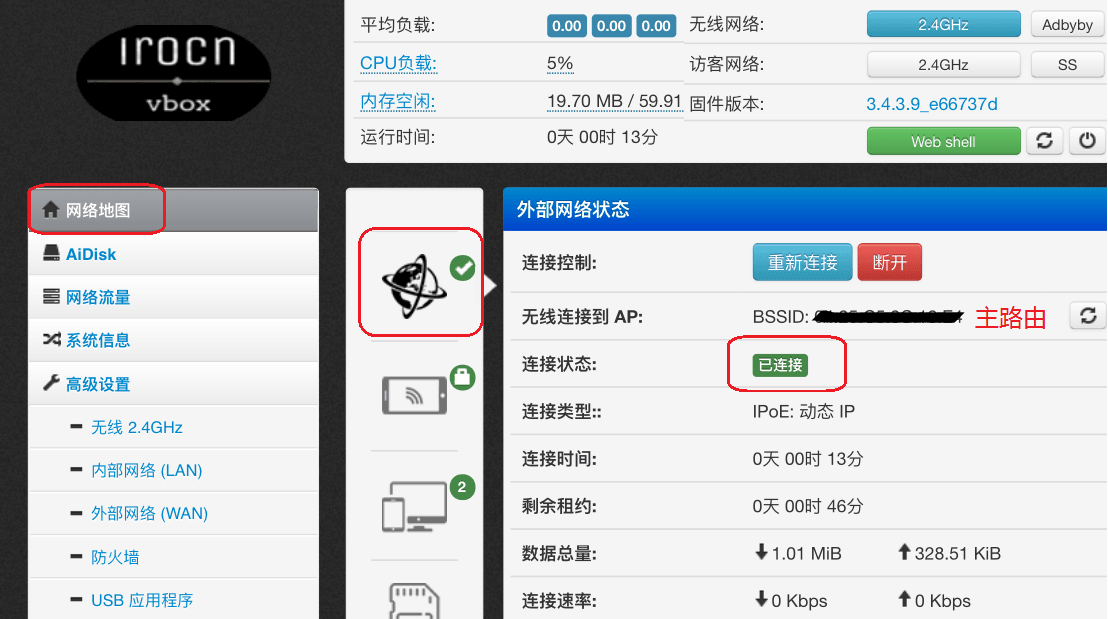 irocn
vbox
平均负载: 0.00 0.00 0.00
CPU负载: 5%
内存空闲: 19.70 MB / 59.91
运行时间: 0天 00时 13分
无线网络: 2.4GHz Adbyby
访客网络: 2.4GHz SS
固件版本: 3.4.3.9_e66737d
Web shell
网络地图
AiDisk
网络流量
系统信息
高级设置
无线 2.4GHz
内部网络 (LAN)
外部网络 (WAN)
防火墙
USB 应用程序
2
外部网络状态
连接控制: 重新连接 断开
无线连接到 AP: BSSID: 主路由
连接状态: 已连接
连接类型:: IPoE: 动态 IP
连接时间: 0天 00时 13分
剩余租约: 0天 00时 46分
数据总量: 1.01 MiB 328.51 KiB
连接速率: 0 Kbps 0 Kbps